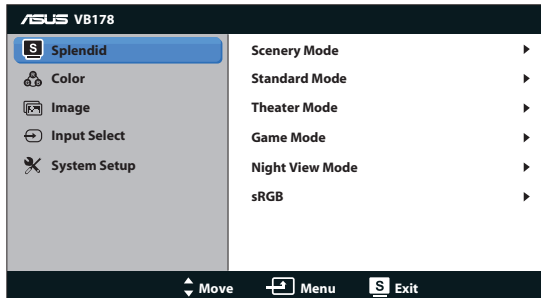 ASUS VB178
S Splendid
Color
Image
Input Select
System Setup
Scenery Mode
Standard Mode
Theater Mode
Game Mode
Night View Mode
sRGB
Move Menu S Exit